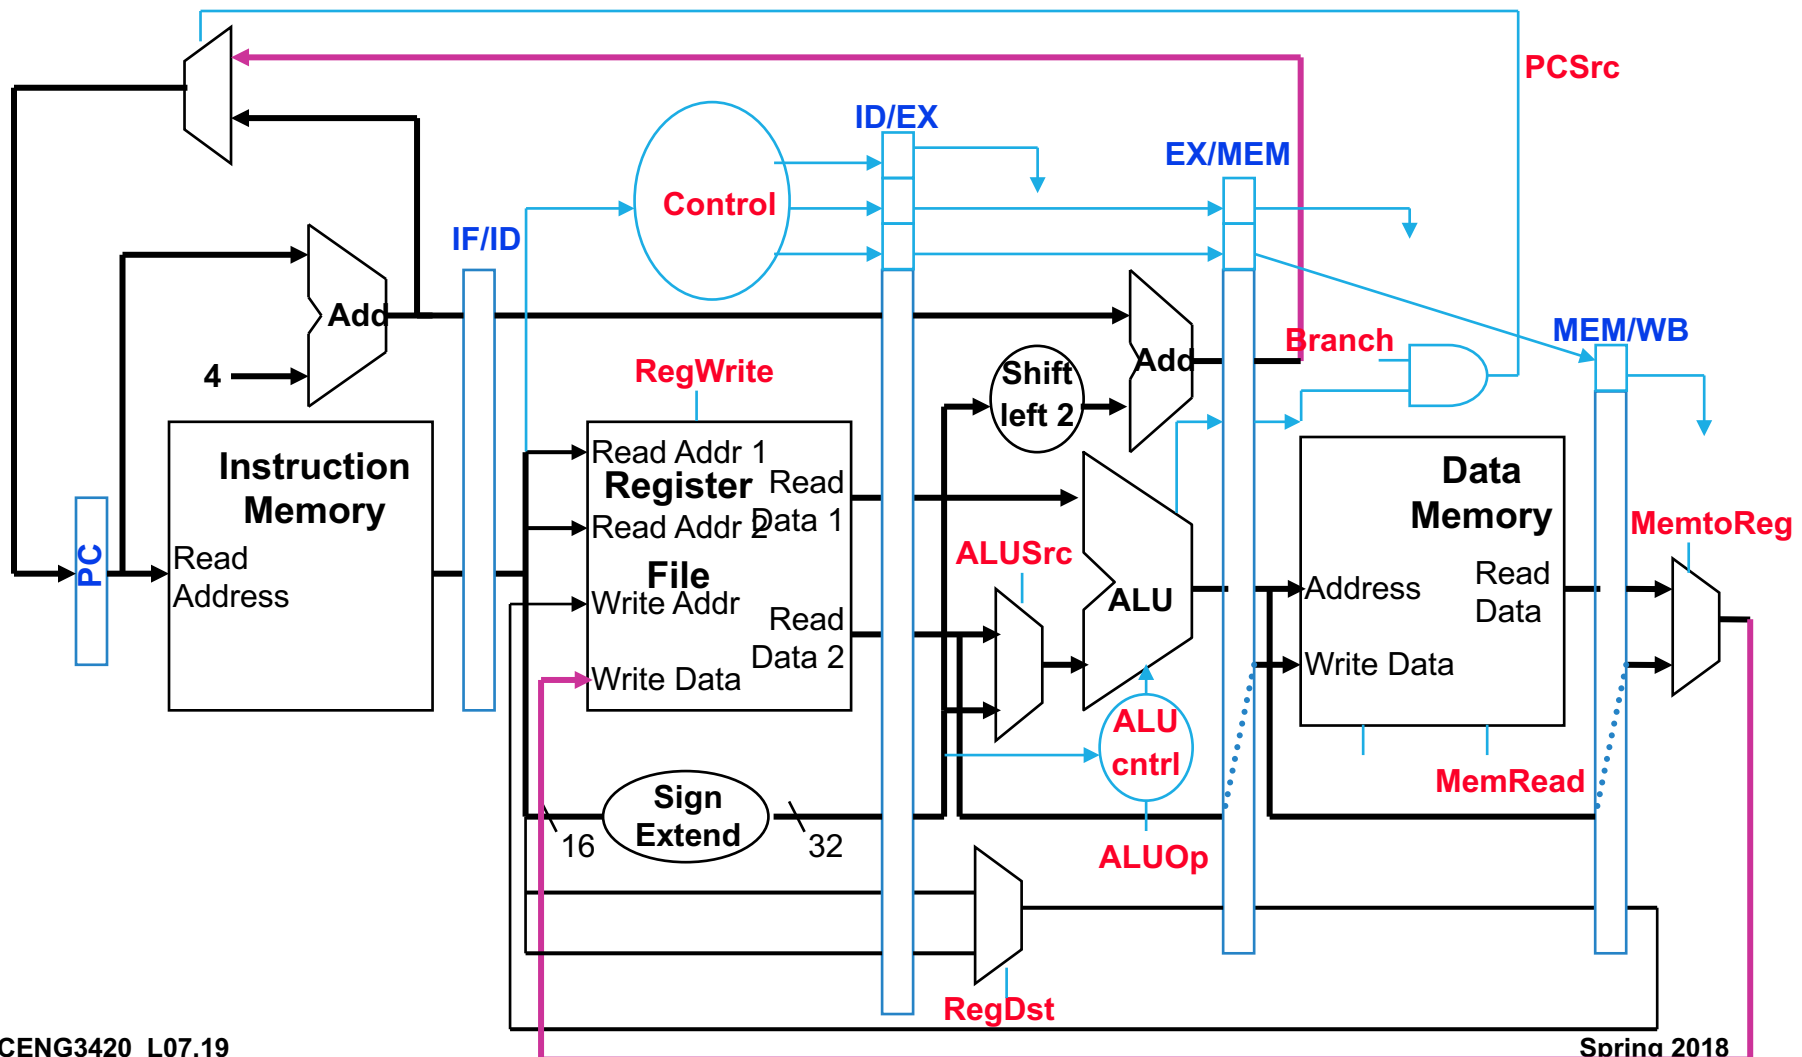 PCSrc
ID/EX
EX/MEM
Control
IF/ID
Add
MEM/WB
Branch
Add
4
RegWrite
Shift
left 2
Instruction
Memory
Read Addr 1
Register
Read
Data 1
Read Addr 2
File
Write Addr
Read
Data 2
Write Data
Data
Memory
MemtoReg
PC
Read
Address
ALUSrc
ALU
Address
Read
Data
Write Data
ALU
cntrl
MemRead
Sign
Extend
16
32
ALUOp
RegDst
CENG3420 L07.19
Spring 2018